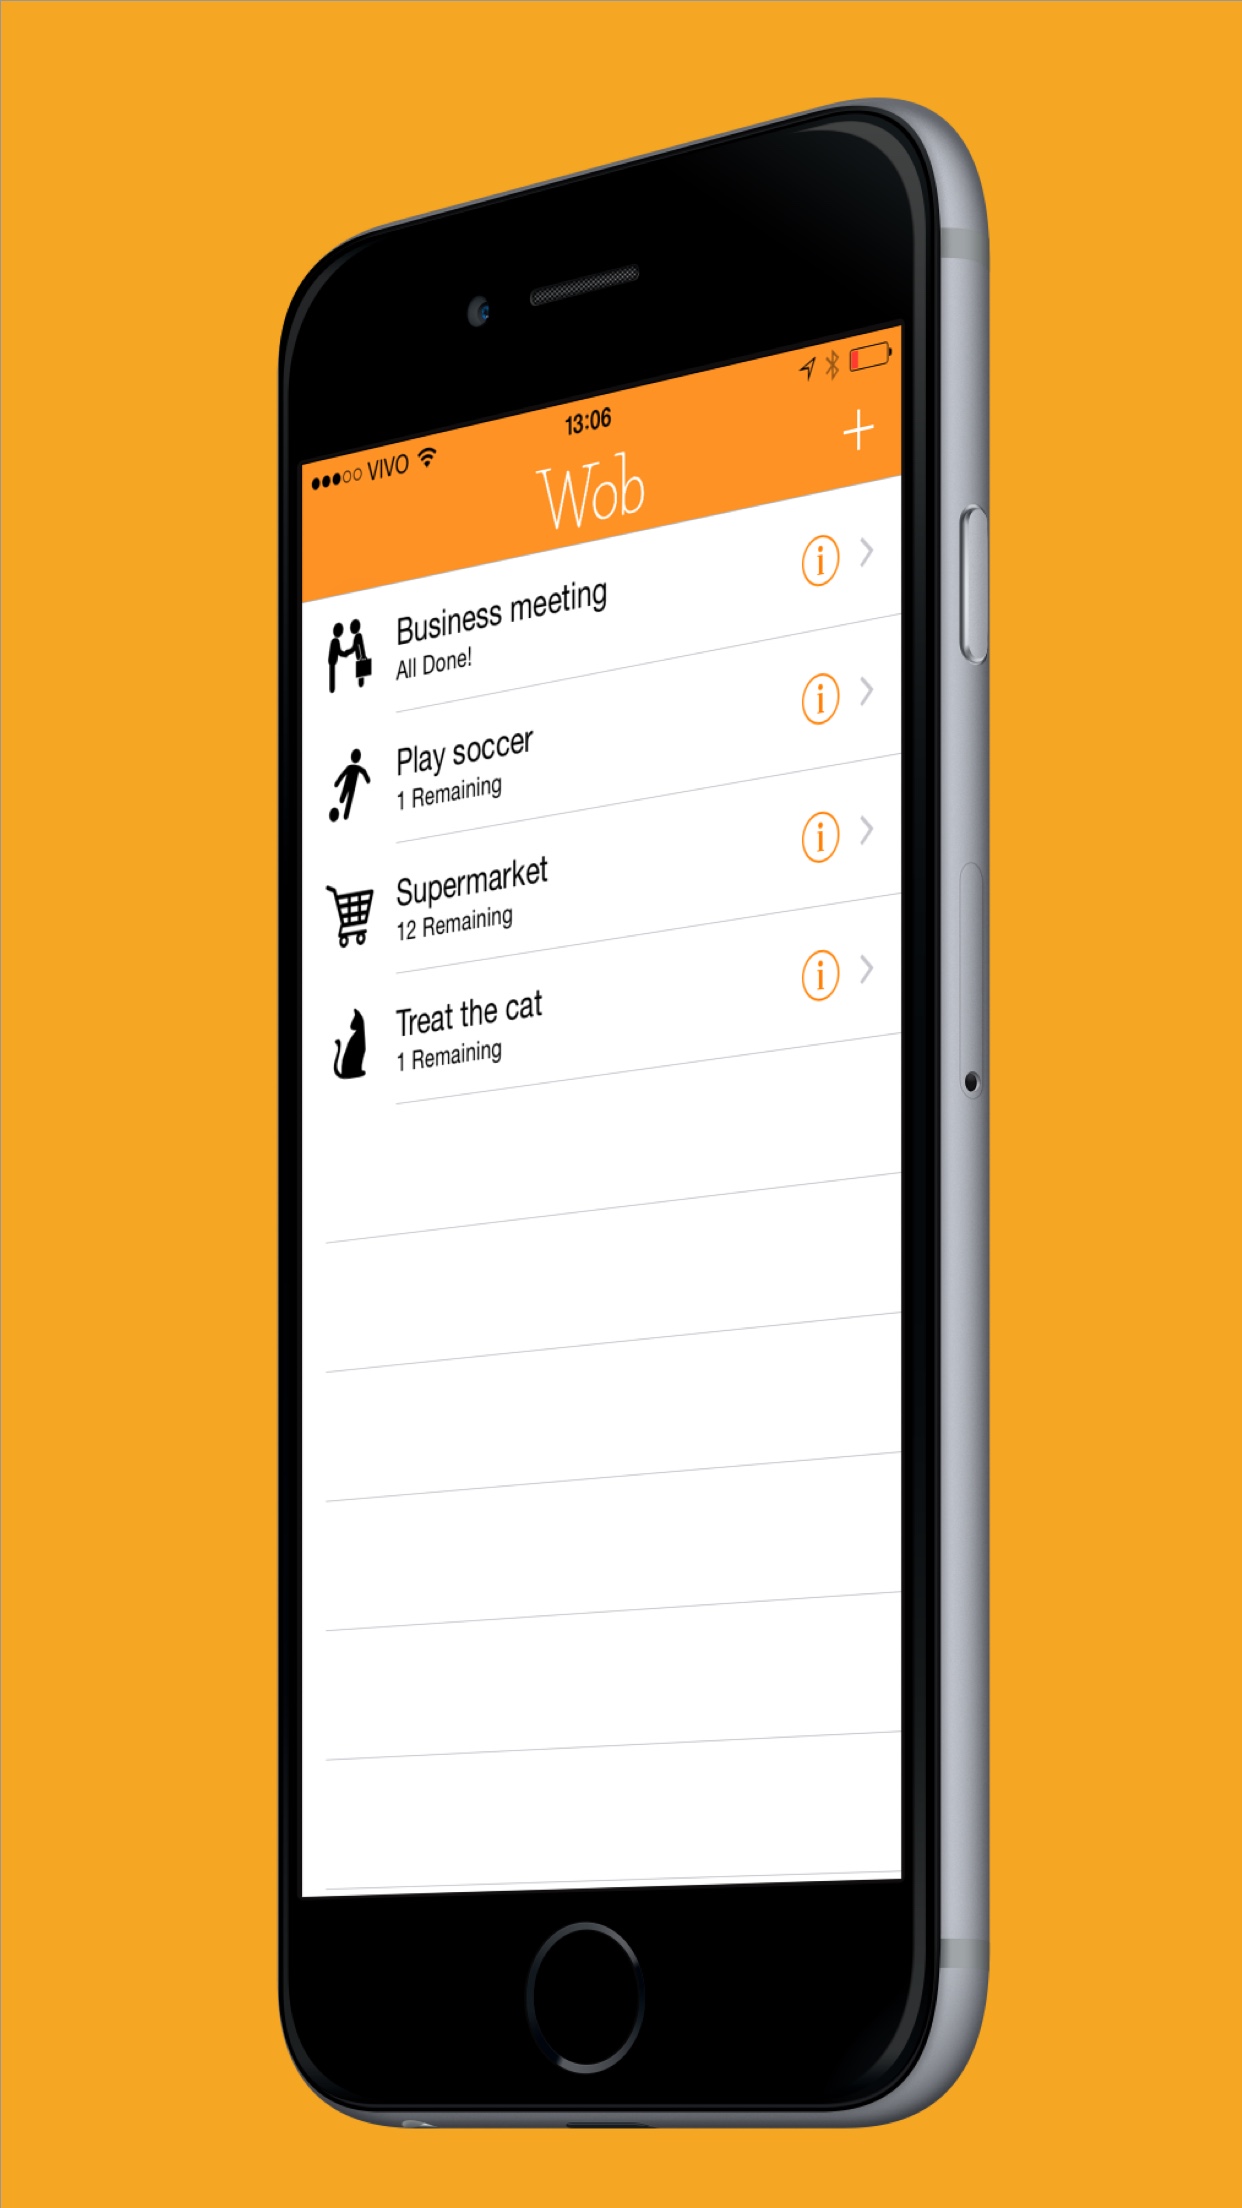 VIVO
13:06
Wob
Business meeting
All Done!
Play soccer
1 Remaining
Supermarket
12 Remaining
Treat the cat
1 Remaining